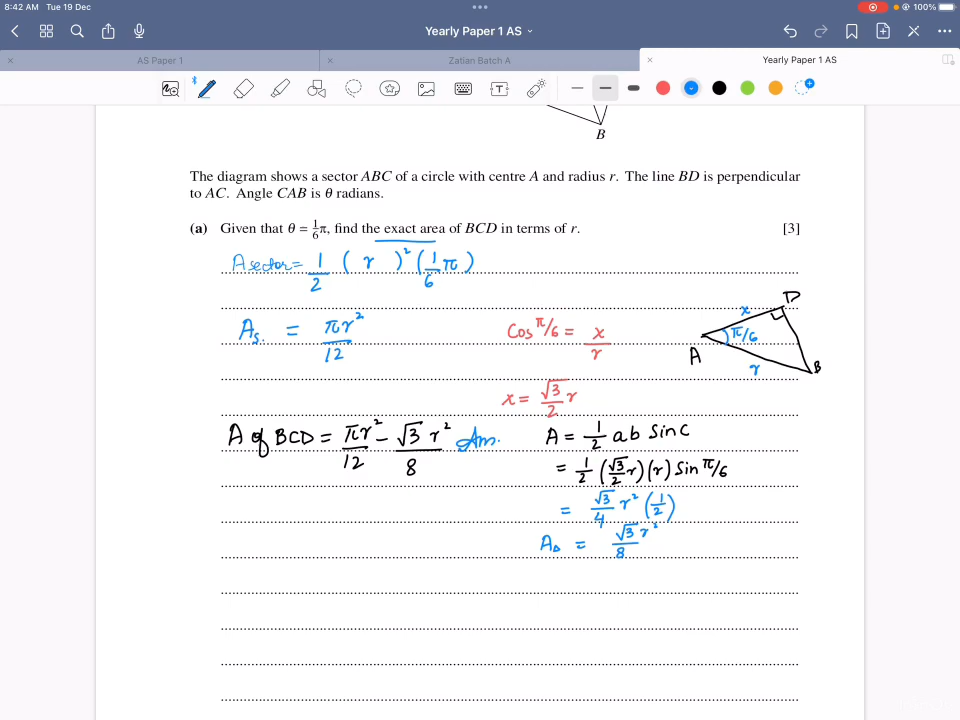 8:42 AM Tue 19 Dec
100%
Yearly Paper 1 AS
AS Paper 1
Zatian Batch A
Yearly Paper 1 AS
B
The diagram shows a sector ABC of a circle with centre A and radius r. The line BD is perpendicular
to AC. Angle CAB is θ radians.
(a) Given that θ = 1/6 π, find the exact area of BCD in terms of r. [3]
A sector = 1/2 ( r )² (1/6 π)
A s. = πr²/12
Cos π/6 = x/r
x = √3/2 r
D
x
π/6
A
r
B
A of BCD = πr²/12 − √3 r²/8 Ans.
A = 1/2 ab Sin C
= 1/2 (√3/2 r)(r) Sin π/6
= √3/4 r² (1/2)
A△ = √3 r²/8